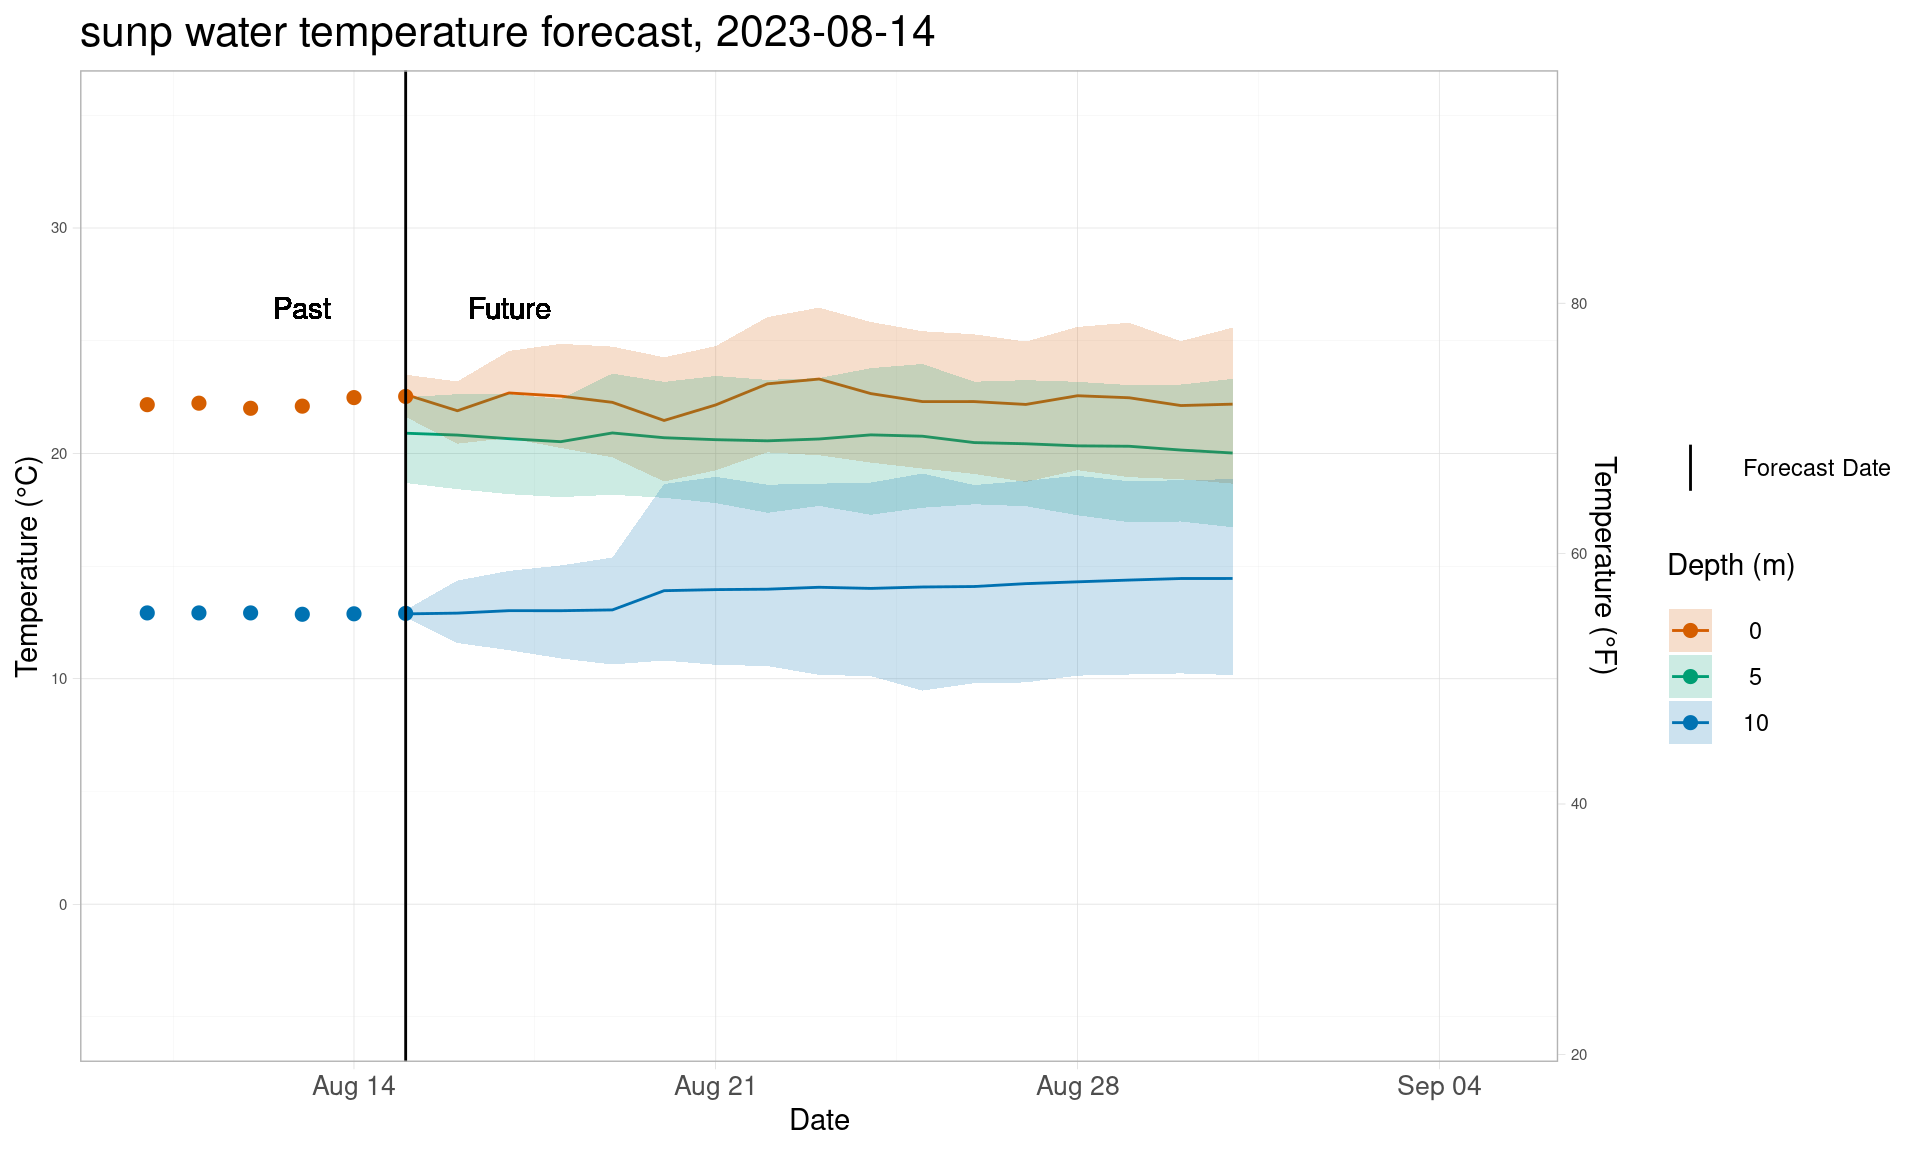 sunp water temperature forecast, 2023-08-14
Past
Future
30
20
10
0
Temperature (°C)
80
60
40
20
Temperature (°F)
Aug 14
Aug 21
Aug 28
Sep 04
Date
Forecast Date
Depth (m)
0
5
10